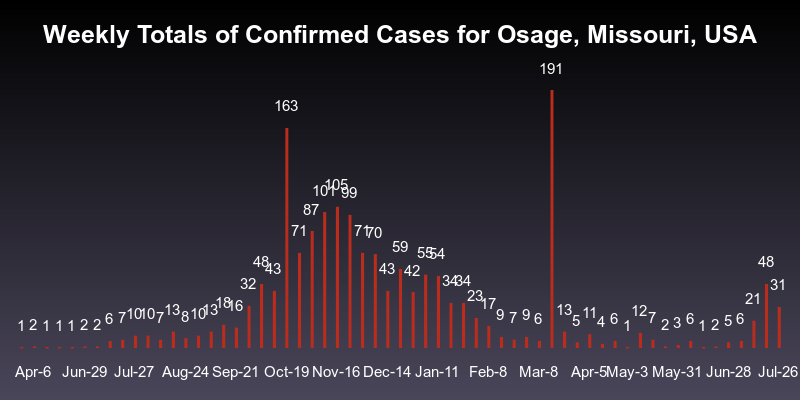 Weekly Totals of Confirmed Cases for Osage, Missouri, USA
1 2 1 1 1 2 2 6 7 10 10 7 13 8 10 13 18 16 32 48 43 163 71 87 101 105 99 71 70 43 59 42 55 54 34 34 23 17 9 7 9 6 191 13 5 11 4 6 1 12 7 2 3 6 1 2 5 6 21 48 31
Apr-6 Jun-29 Jul-27 Aug-24 Sep-21 Oct-19 Nov-16 Dec-14 Jan-11 Feb-8 Mar-8 Apr-5 May-3 May-31 Jun-28 Jul-26